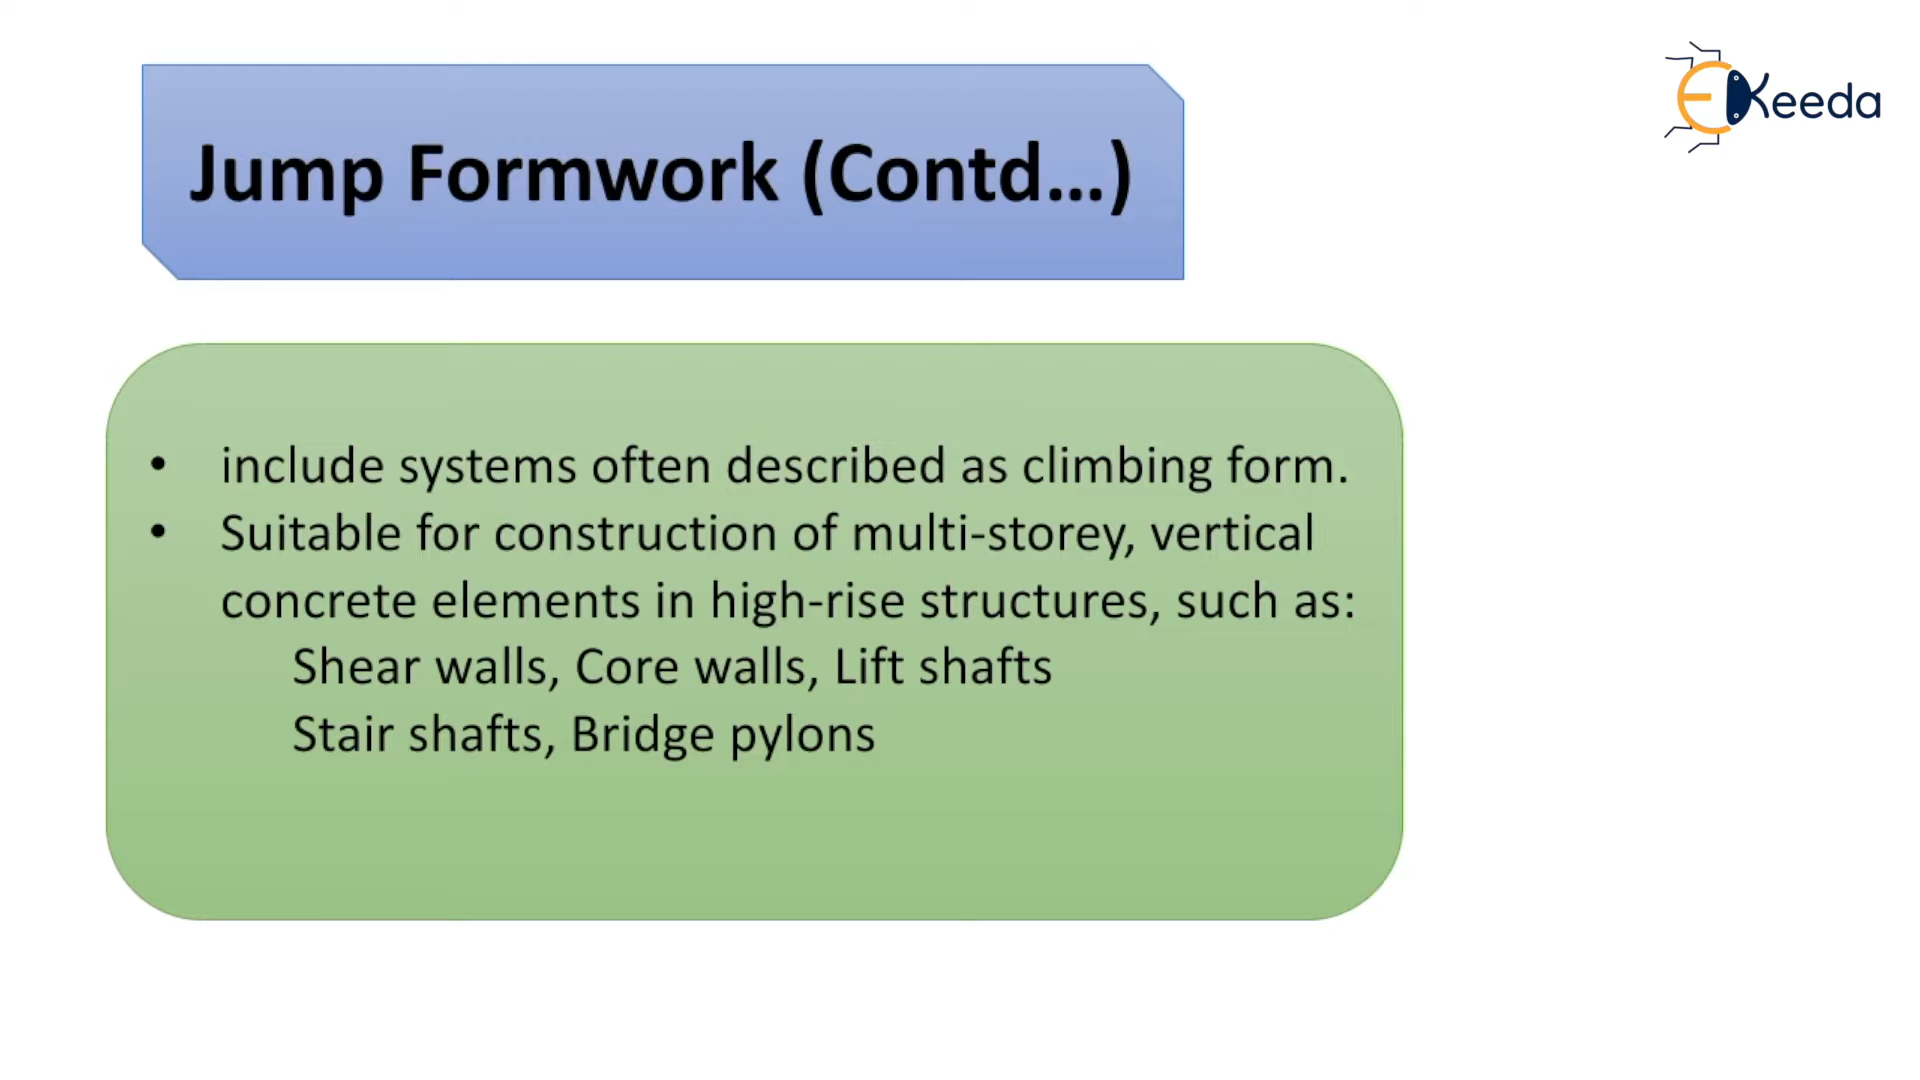 EKeeda
Jump Formwork (Contd...)
• include systems often described as climbing form.
• Suitable for construction of multi-storey, vertical
concrete elements in high-rise structures, such as:
Shear walls, Core walls, Lift shafts
Stair shafts, Bridge pylons